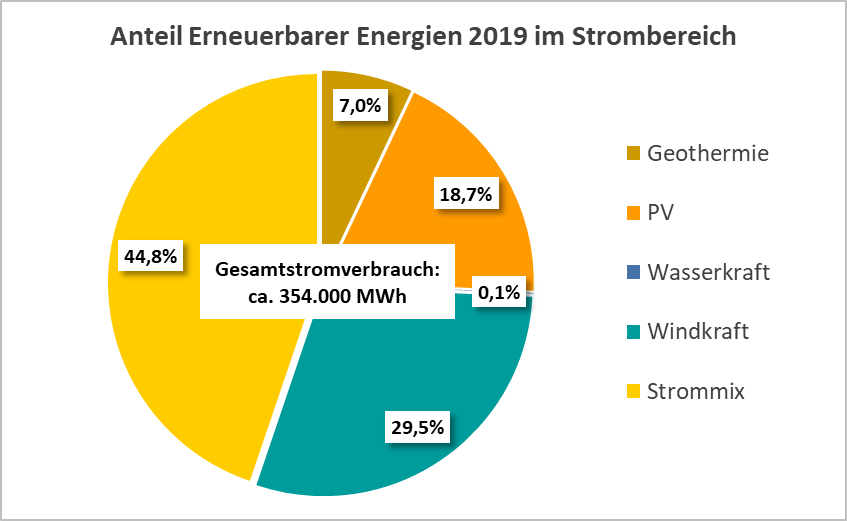 Anteil Erneuerbarer Energien 2019 im Strombereich
7,0%
18,7%
44,8%
Gesamtstromverbrauch:
ca. 354.000 MWh
0,1%
29,5%
Geothermie
PV
Wasserkraft
Windkraft
Strommix